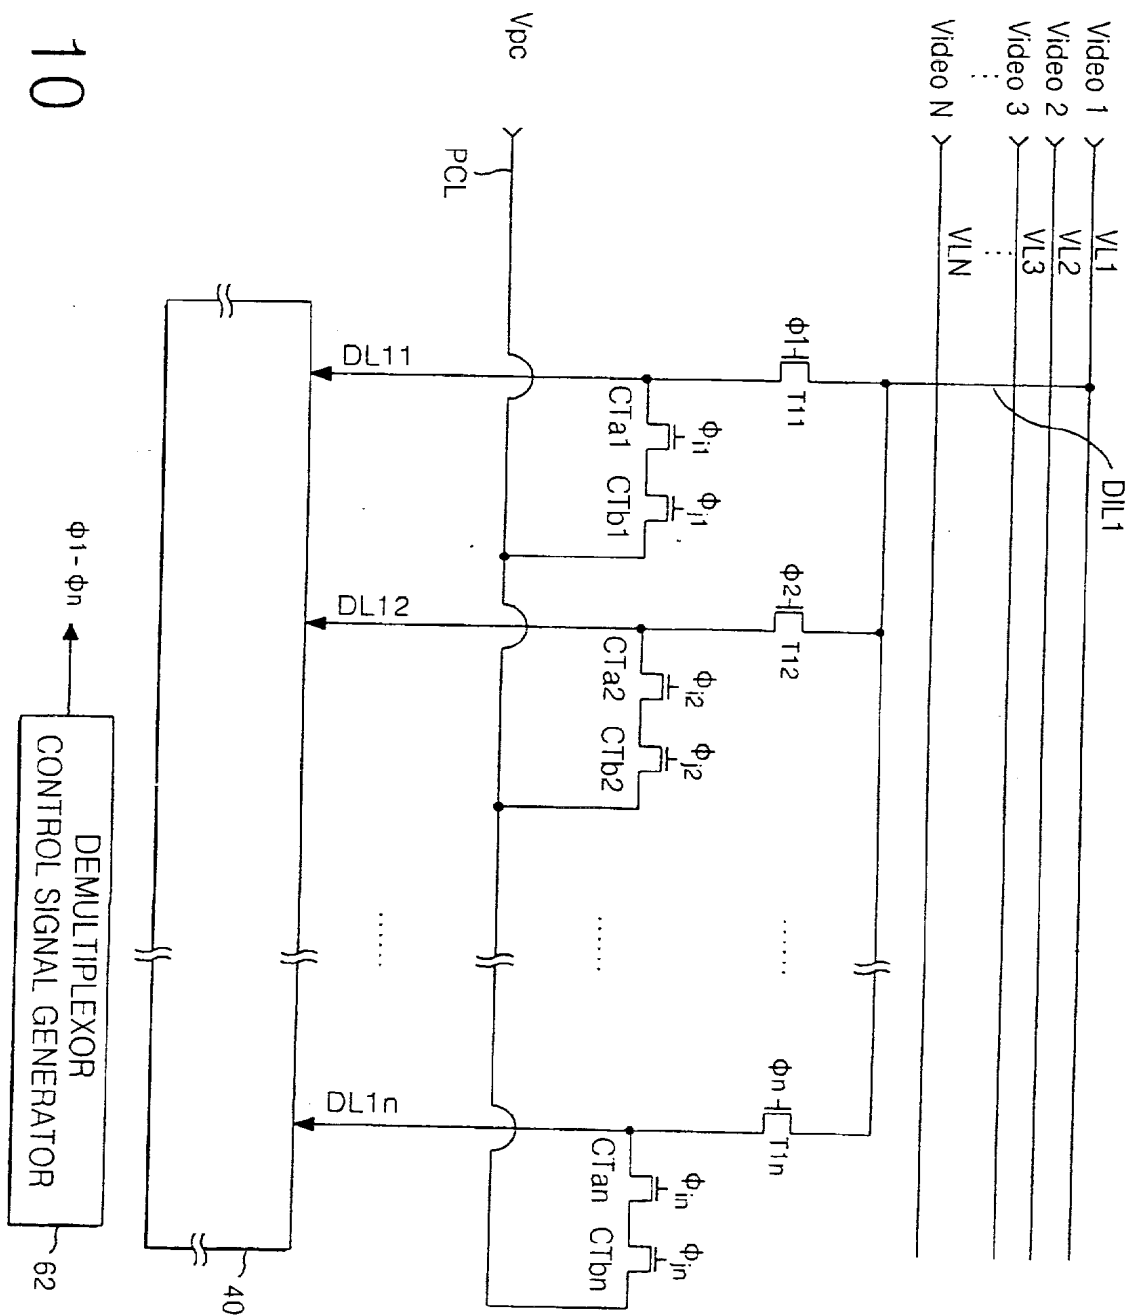 Video 1
Video 2
Video 3
⋮
Video N
VL1
VL2
VL3
⋮
VLN
DIL1
ϕ1
T11
ϕ2
T12
......
ϕn
T1n
ϕi1
ϕj1
CTa1
CTb1
ϕi2
ϕj2
CTa2
CTb2
......
ϕin
ϕjn
CTan
CTbn
Vpc
PCL
DL11
DL12
......
DL1n
40
ϕ1- ϕn
DEMULTIPLEXOR
CONTROL SIGNAL GENERATOR
62
10